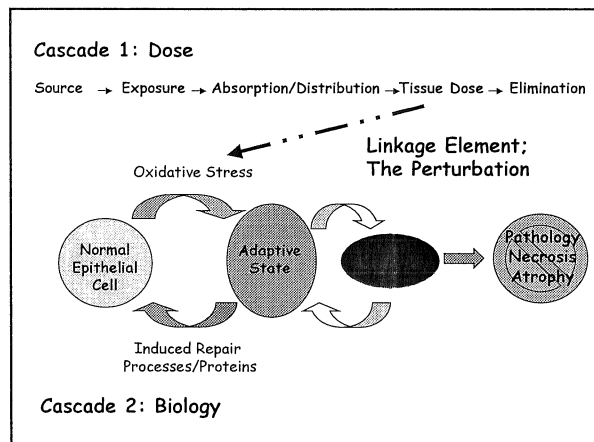 Cascade 1: Dose
Source → Exposure → Absorption/Distribution → Tissue Dose → Elimination
Linkage Element;
The Perturbation
Oxidative Stress
Normal
Epithelial
Cell
Adaptive
State
Pathology
Necrosis
Atrophy
Induced Repair
Processes/Proteins
Cascade 2: Biology